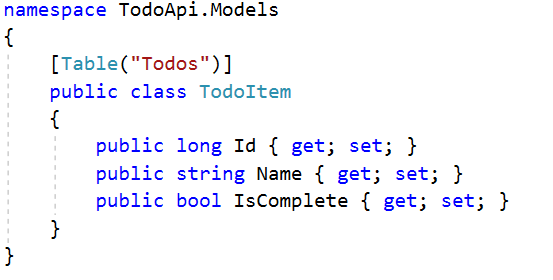 namespace TodoApi.Models
{
    [Table("Todos")]
    public class TodoItem
    {
        public long Id { get; set; }
        public string Name { get; set; }
        public bool IsComplete { get; set; }
    }
}